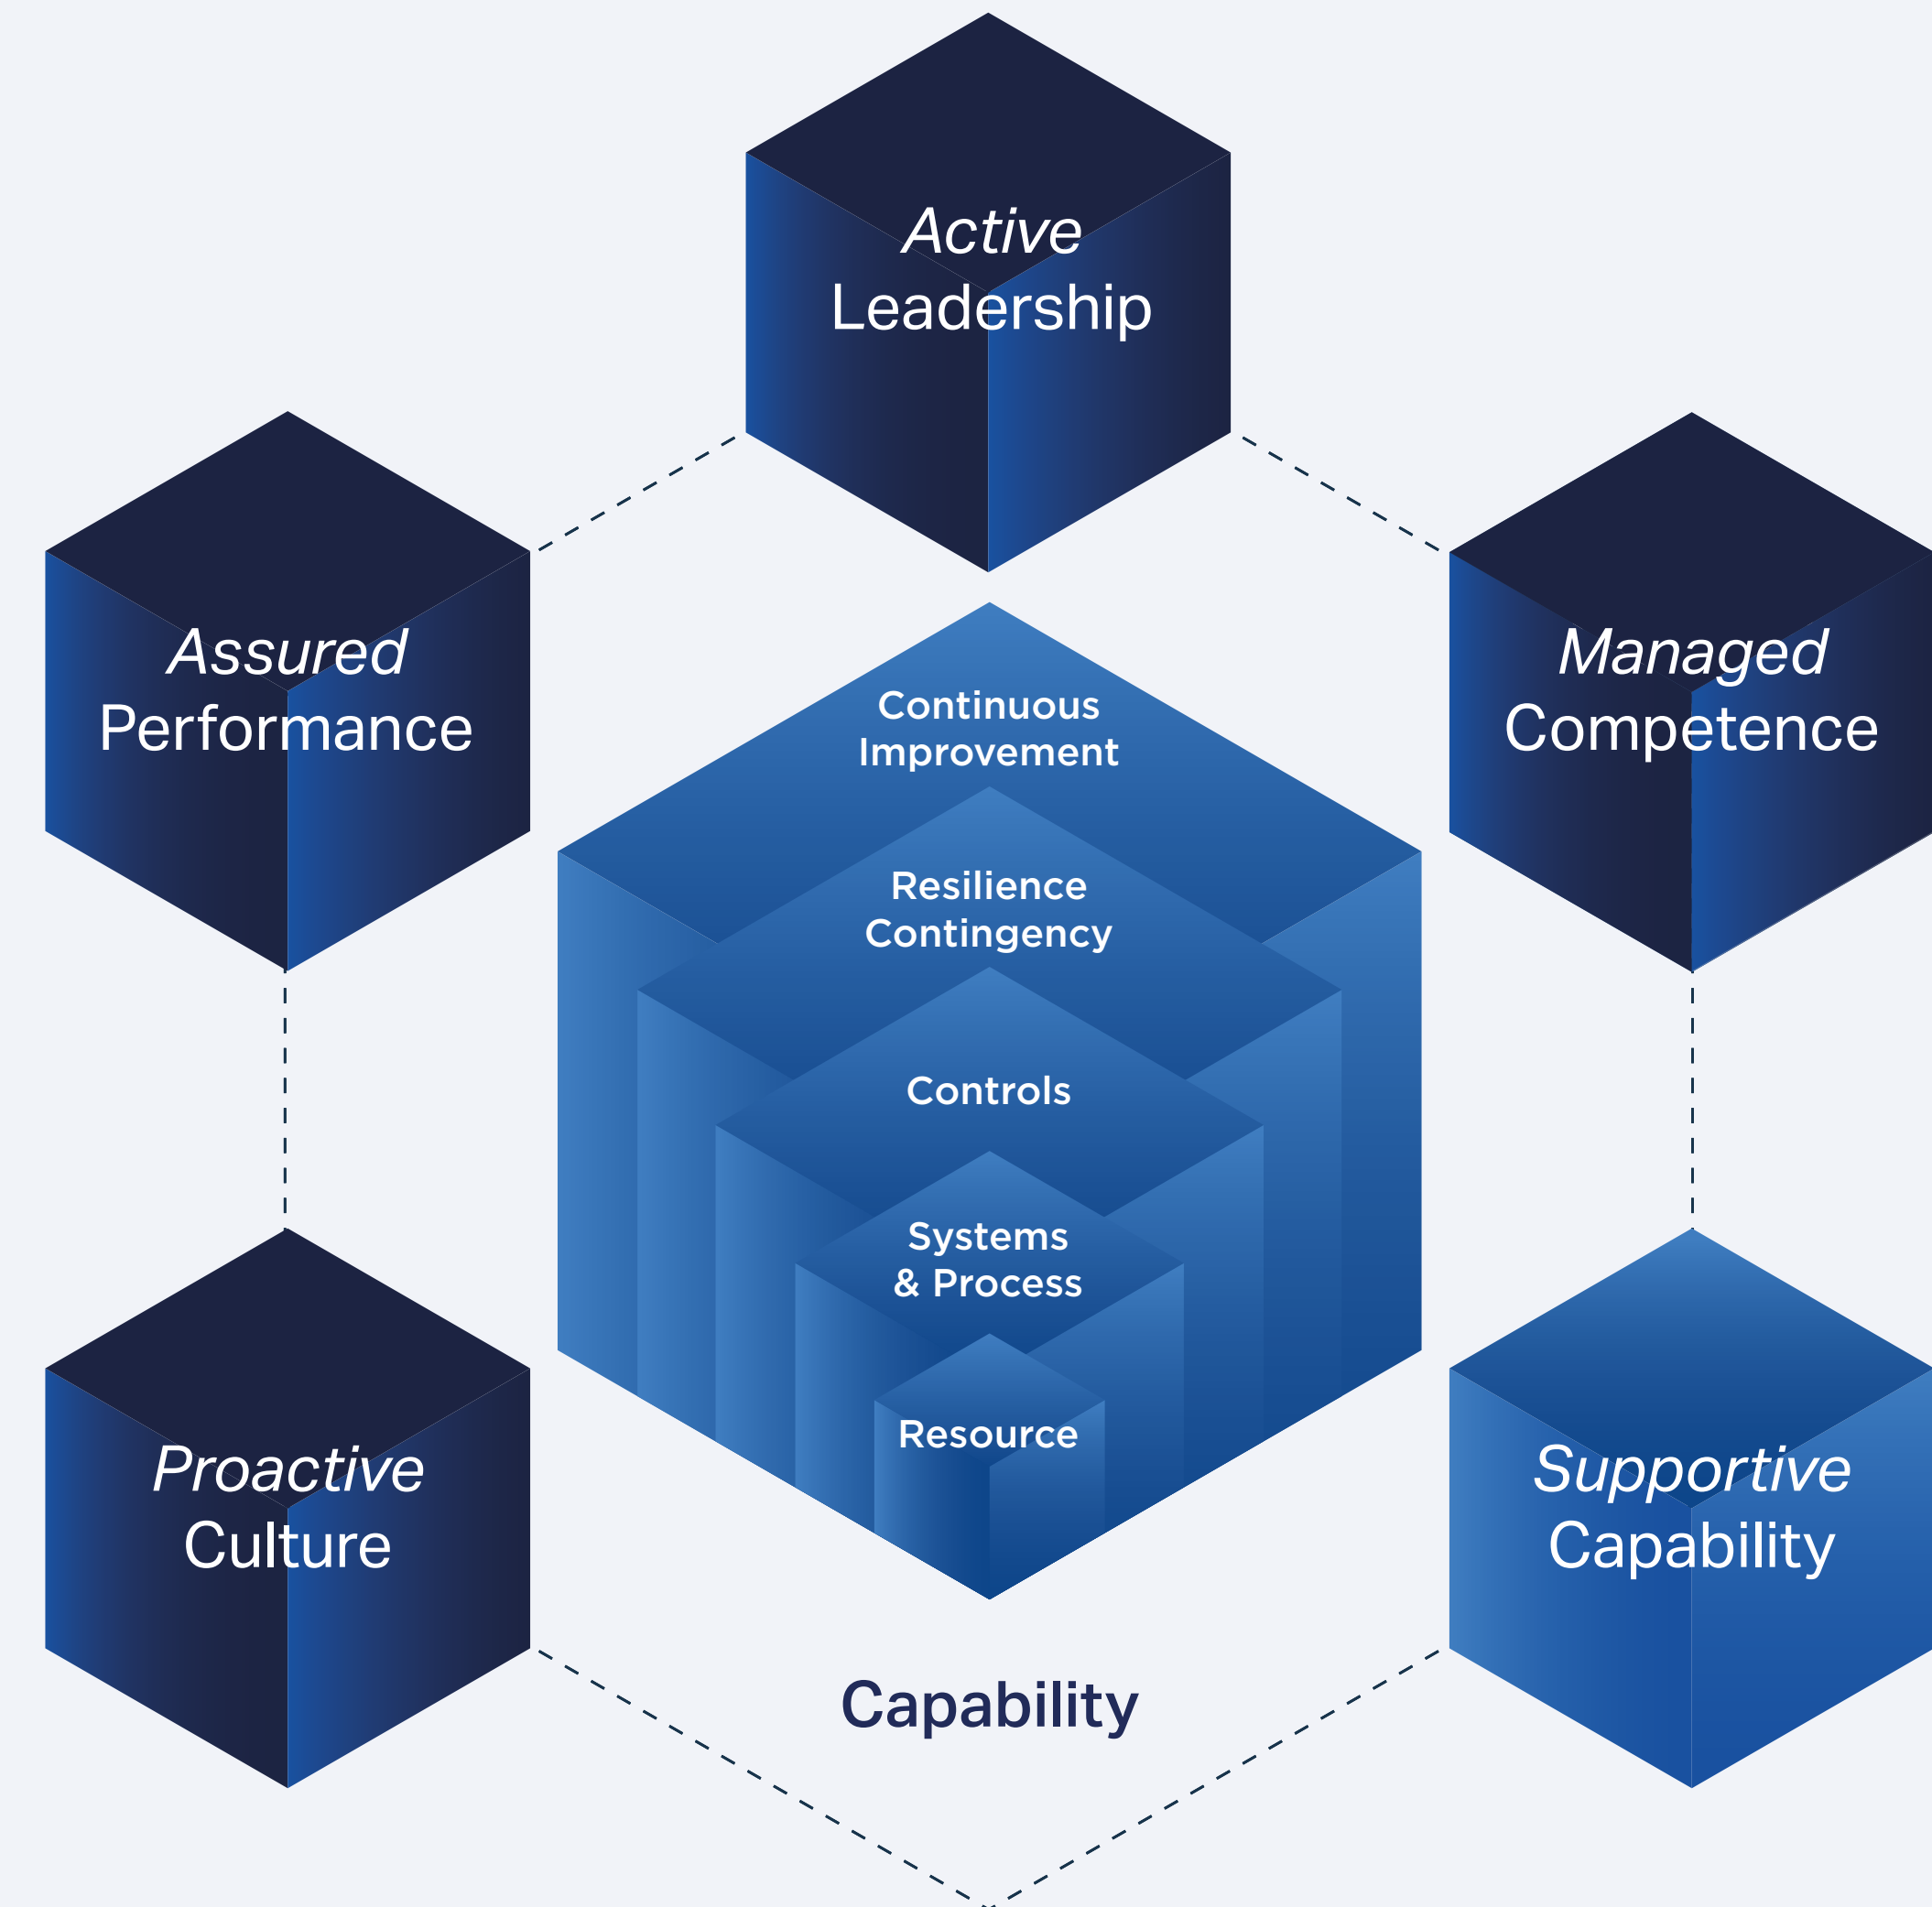 Active
Leadership
Assured
Performance
Managed
Competence
Continuous
Improvement
Resilience
Contingency
Controls
Systems
& Process
Resource
Proactive
Culture
Supportive
Capability
Capability